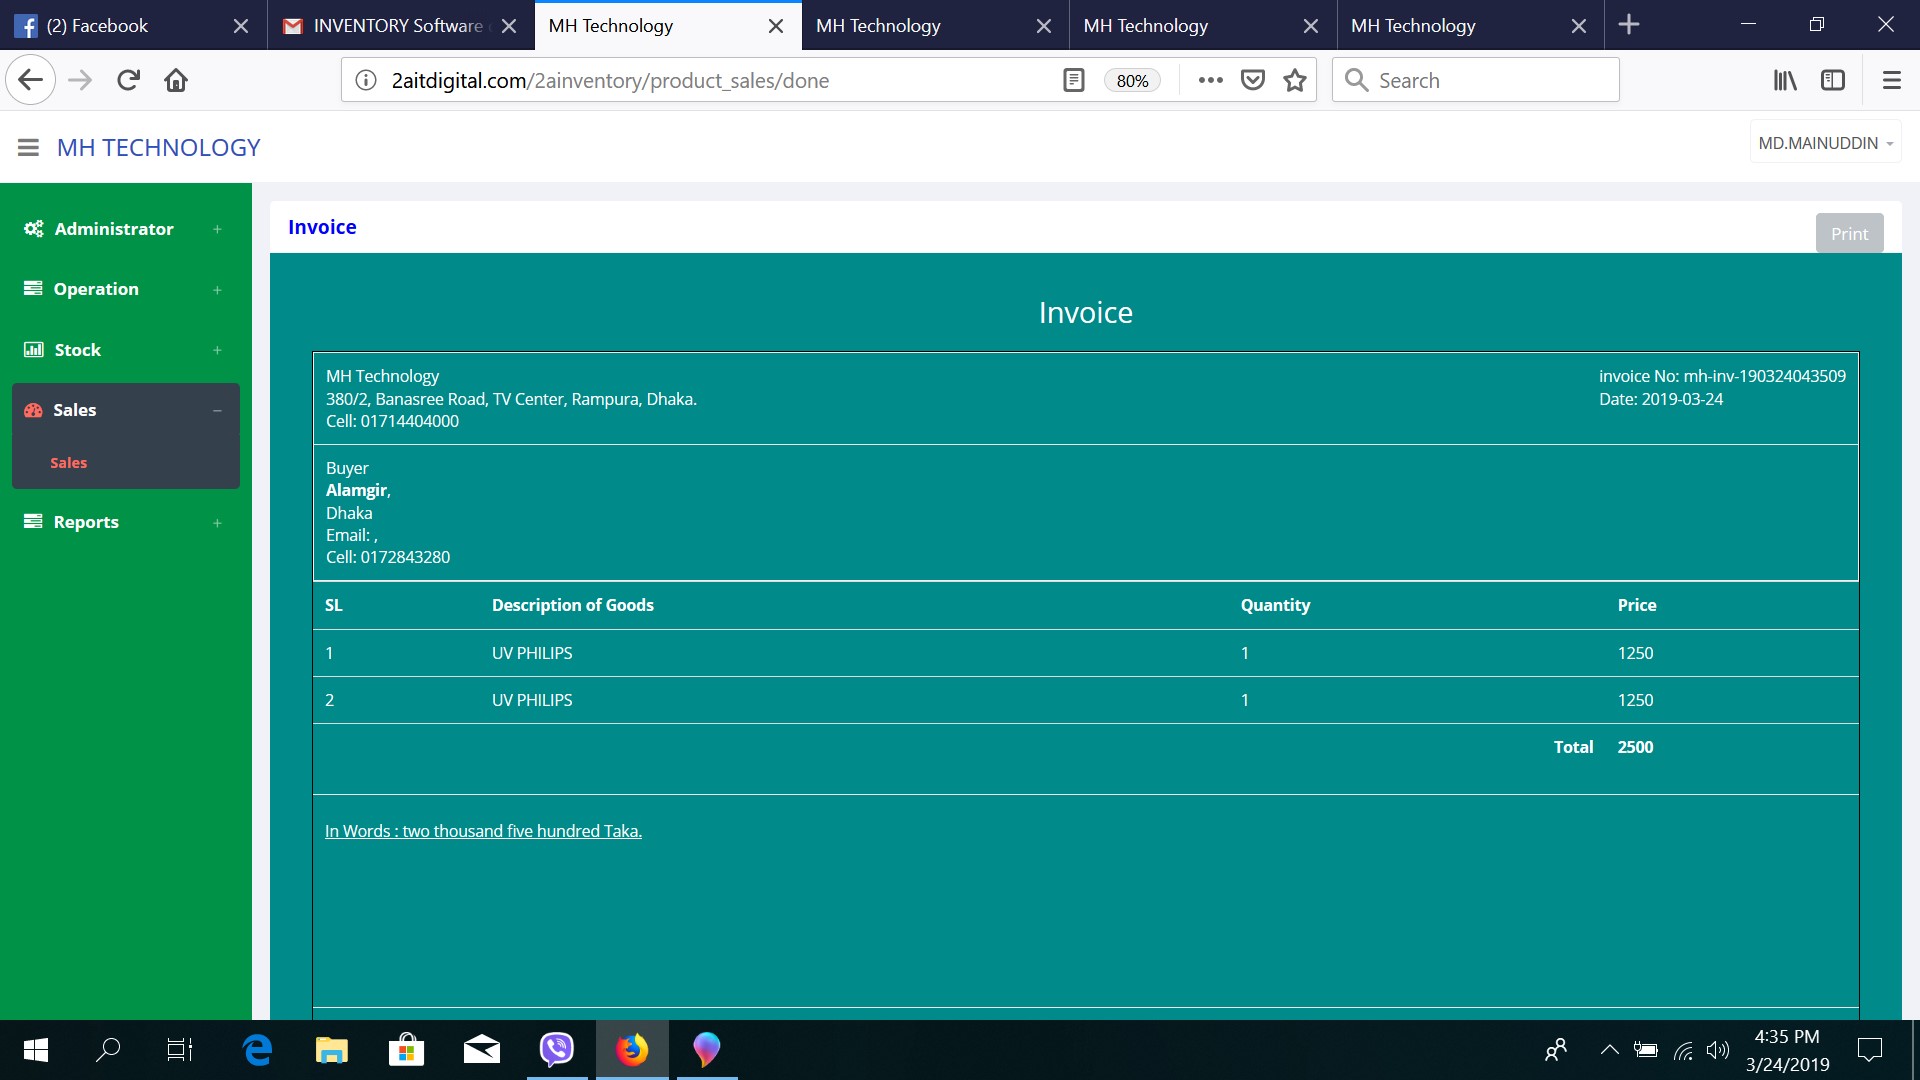 (2) Facebook
INVENTORY Software
MH Technology
MH Technology
MH Technology
MH Technology
2aitdigital.com/2ainventory/product_sales/done
80%
Search
MH TECHNOLOGY
MD.MAINUDDIN
Administrator +
Operation +
Stock +
Sales −
Sales
Reports +
Invoice
Print
Invoice
MH Technology
380/2, Banasree Road, TV Center, Rampura, Dhaka.
Cell: 01714404000
invoice No: mh-inv-190324043509
Date: 2019-03-24
Buyer
Alamgir,
Dhaka
Email: ,
Cell: 0172843280
SL Description of Goods Quantity Price
1 UV PHILIPS 1 1250
2 UV PHILIPS 1 1250
Total 2500
In Words : two thousand five hundred Taka.
4:35 PM
3/24/2019